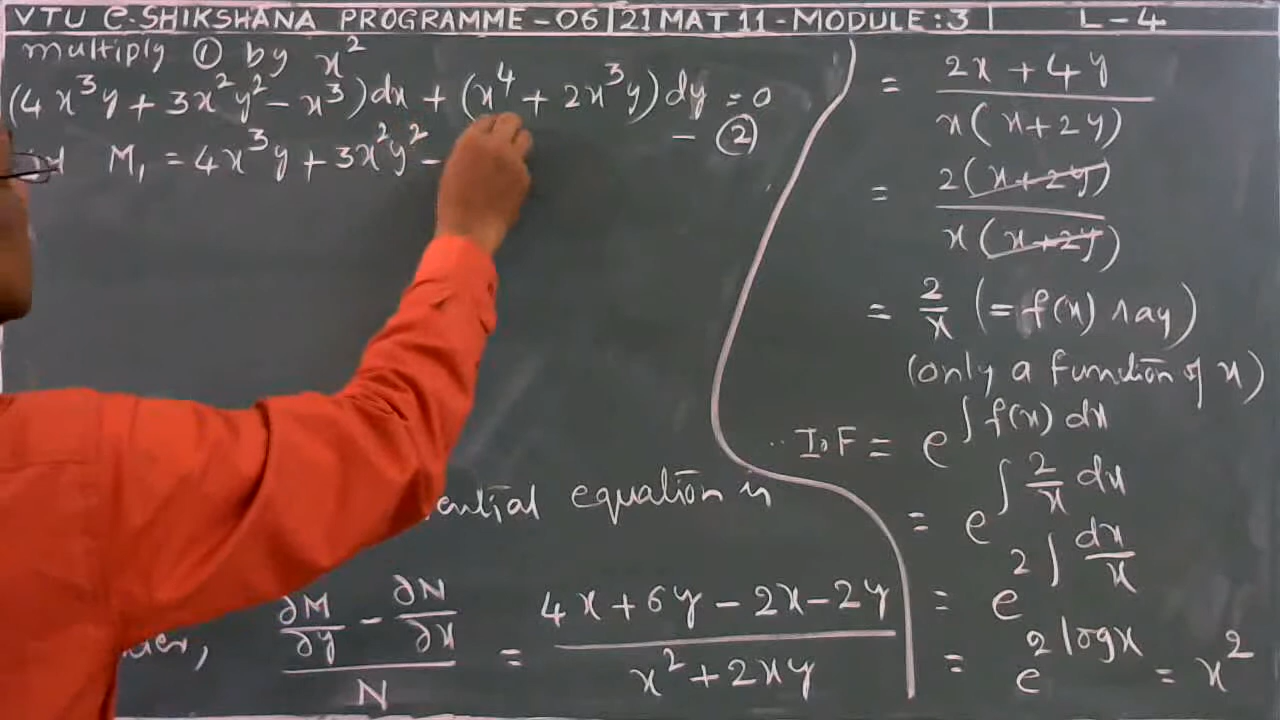 VTU e-SHIKSHANA PROGRAMME - 06 | 21MAT11 - MODULE : 3 | L - 4
multiply ① by x²
(4x³y + 3x²y² - x³)dx + (x⁴ + 2x³y)dy = 0
- ②
M₁ = 4x³y + 3x²y² -
ential equation is
∂M/∂y - ∂N/∂x / N = 4x + 6y - 2x - 2y / x² + 2xy
= 2x + 4y / x(x + 2y)
= 2(x + 2y) / x(x + 2y)
= 2/x (= f(x) say)
(only a function of x)
I.F = e^∫f(x) dx
= e^∫2/x dx
= e^2∫dx/x
= e^2 log x = x²